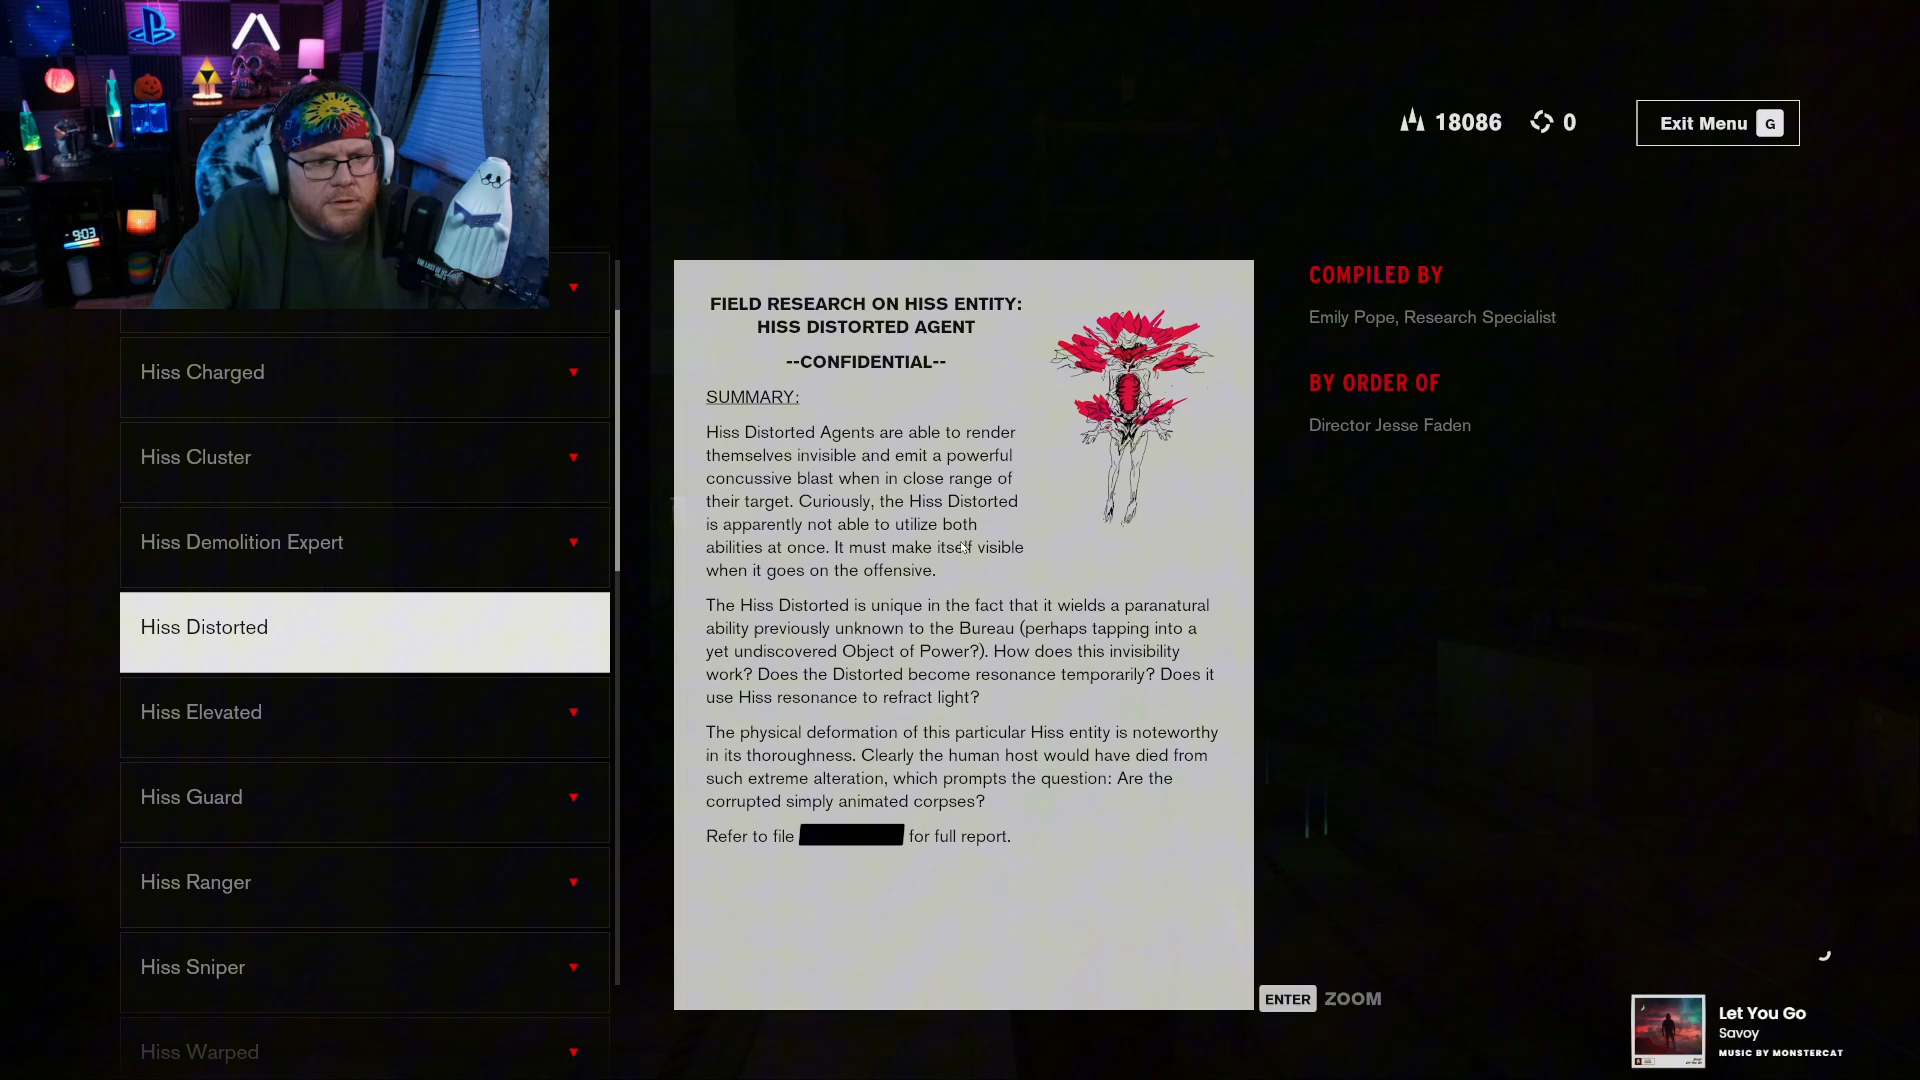 9:03
18086
0
Exit Menu G
Hiss Charged
Hiss Cluster
Hiss Demolition Expert
Hiss Distorted
Hiss Elevated
Hiss Guard
Hiss Ranger
Hiss Sniper
Hiss Warped
FIELD RESEARCH ON HISS ENTITY:
HISS DISTORTED AGENT
--CONFIDENTIAL--
SUMMARY:
Hiss Distorted Agents are able to render
themselves invisible and emit a powerful
concussive blast when in close range of
their target. Curiously, the Hiss Distorted
is apparently not able to utilize both
abilities at once. It must make itself visible
when it goes on the offensive.
The Hiss Distorted is unique in the fact that it wields a paranatural
ability previously unknown to the Bureau (perhaps tapping into a
yet undiscovered Object of Power?). How does this invisibility
work? Does the Distorted become resonance temporarily? Does it
use Hiss resonance to refract light?
The physical deformation of this particular Hiss entity is noteworthy
in its thoroughness. Clearly the human host would have died from
such extreme alteration, which prompts the question: Are the
corrupted simply animated corpses?
Refer to file for full report.
COMPILED BY
Emily Pope, Research Specialist
BY ORDER OF
Director Jesse Faden
ENTER ZOOM
Let You Go
Savoy
MUSIC BY MONSTERCAT